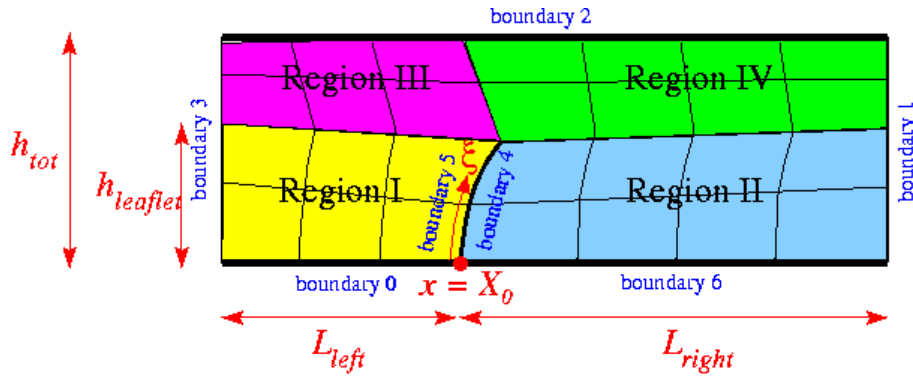 boundary 2
Region III
Region IV
boundary 3
boundary 1
h_tot
h_leaflet
Region I
boundary 5
ξ
boundary 4
Region II
boundary 0
x = X_0
boundary 6
L_left
L_right